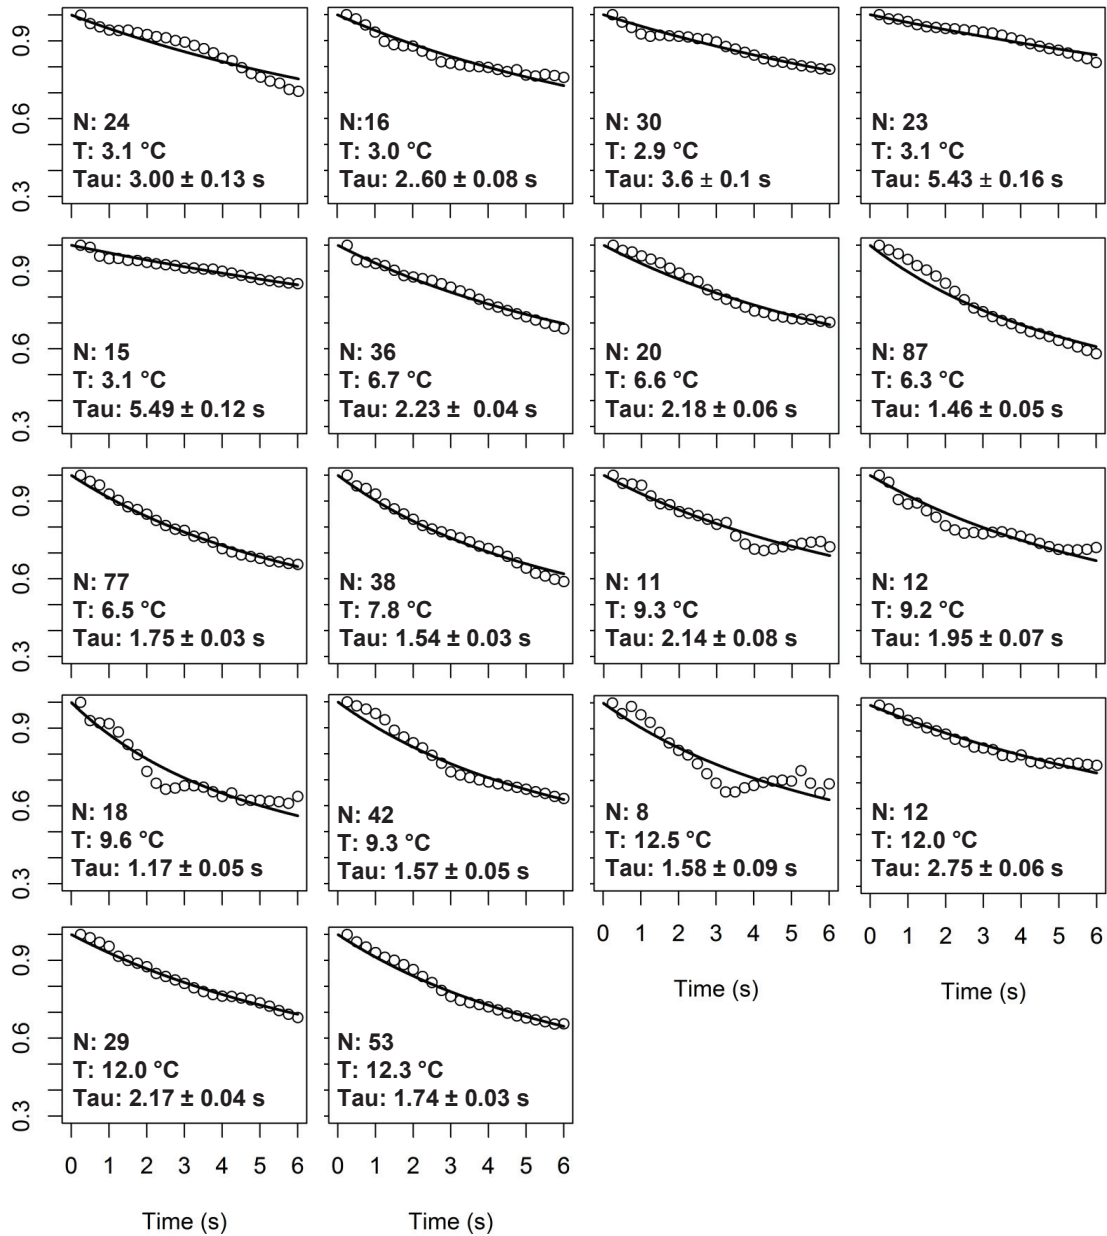 0.9
0.6
0.3
N: 24
T: 3.1 °C
Tau: 3.00 ± 0.13 s
N:16
T: 3.0 °C
Tau: 2..60 ± 0.08 s
N: 30
T: 2.9 °C
Tau: 3.6 ± 0.1 s
N: 23
T: 3.1 °C
Tau: 5.43 ± 0.16 s
0.9
0.6
0.3
N: 15
T: 3.1 °C
Tau: 5.49 ± 0.12 s
N: 36
T: 6.7 °C
Tau: 2.23 ± 0.04 s
N: 20
T: 6.6 °C
Tau: 2.18 ± 0.06 s
N: 87
T: 6.3 °C
Tau: 1.46 ± 0.05 s
0.9
0.6
0.3
N: 77
T: 6.5 °C
Tau: 1.75 ± 0.03 s
N: 38
T: 7.8 °C
Tau: 1.54 ± 0.03 s
N: 11
T: 9.3 °C
Tau: 2.14 ± 0.08 s
N: 12
T: 9.2 °C
Tau: 1.95 ± 0.07 s
0.9
0.6
0.3
N: 18
T: 9.6 °C
Tau: 1.17 ± 0.05 s
N: 42
T: 9.3 °C
Tau: 1.57 ± 0.05 s
N: 8
T: 12.5 °C
Tau: 1.58 ± 0.09 s
N: 12
T: 12.0 °C
Tau: 2.75 ± 0.06 s
0 1 2 3 4 5 6
Time (s)
0 1 2 3 4 5 6
Time (s)
0.9
0.6
0.3
N: 29
T: 12.0 °C
Tau: 2.17 ± 0.04 s
N: 53
T: 12.3 °C
Tau: 1.74 ± 0.03 s
0 1 2 3 4 5 6
Time (s)
0 1 2 3 4 5 6
Time (s)